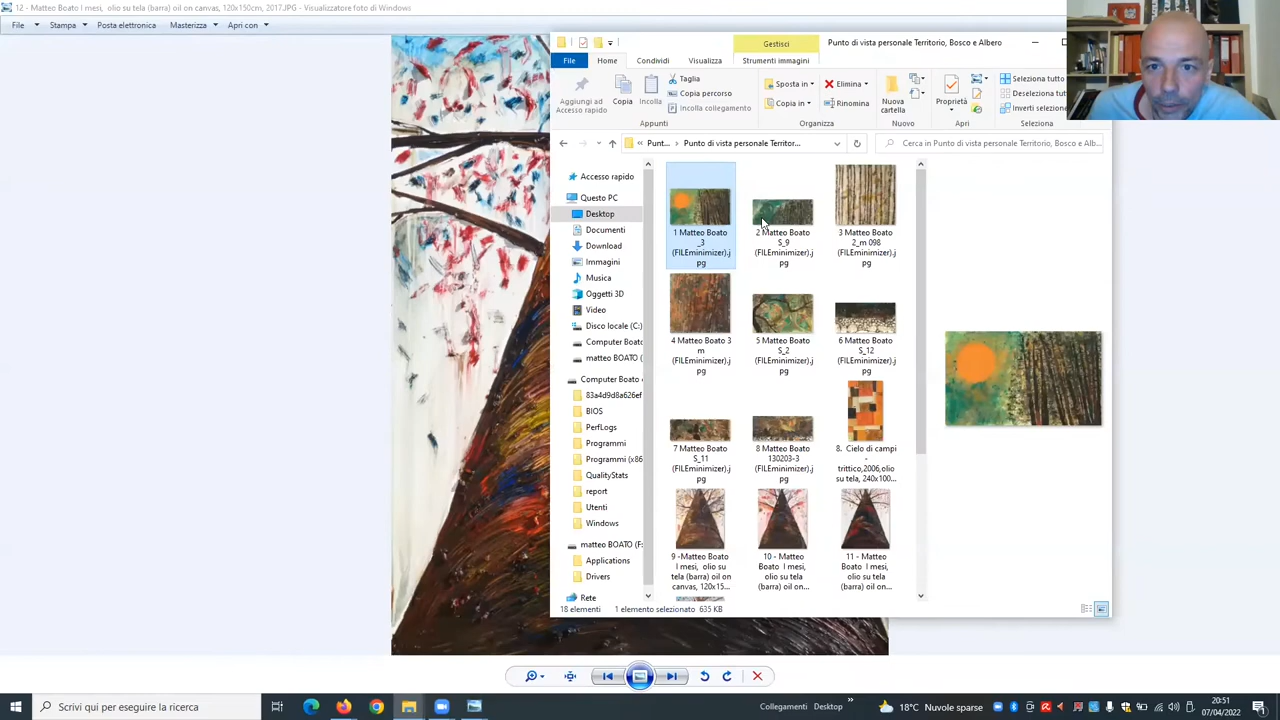 12 - Matteo Boato I mesi, olio su tela (barra) oil on canvas, 120x150cm, 2017.JPG - Visualizzatore foto di Windows
File Stampa Posta elettronica Masterizza Apri con
Gestisci Punto di vista personale Territorio, Bosco e Albero
File Home Condividi Visualizza Strumenti immagini
Aggiungi ad
Accesso rapido
Copia
Incolla
Taglia
Copia percorso
Incolla collegamento
Appunti
Sposta in
Copia in
Elimina
Rinomina
Organizza
Nuova
cartella
Nuovo
Proprietà
Apri
Seleziona tutto
Deseleziona tutto
Inverti selezione
Seleziona
« Punt... › Punto di vista personale Territor...
Cerca in Punto di vista personale Territorio, Bosco e Albe...
Accesso rapido
Questo PC
Desktop
Documenti
Download
Immagini
Musica
Oggetti 3D
Video
Disco locale (C:)
Computer Boato
matteo BOATO (
Computer Boato
83a4d9d8a626ef
BIOS
PerfLogs
Programmi
Programmi (x86
QualityStats
report
Utenti
Windows
matteo BOATO (F:
Applications
Drivers
Rete
1 Matteo Boato
_3
(FILEminimizer).j
pg
2 Matteo Boato
S_9
(FILEminimizer).j
pg
3 Matteo Boato
2_m 098
(FILEminimizer).j
pg
4 Matteo Boato 3
m
(FILEminimizer).j
pg
5 Matteo Boato
S_2
(FILEminimizer).j
pg
6 Matteo Boato
S_12
(FILEminimizer).j
pg
7 Matteo Boato
S_11
(FILEminimizer).j
pg
8 Matteo Boato
130203-3
(FILEminimizer).j
pg
8. Cielo di campi
-
trittico,2006,olio
su tela, 240x100...
9 -Matteo Boato
I mesi, olio su
tela (barra) oil on
canvas, 120x15...
10 - Matteo
Boato I mesi,
olio su tela
(barra) oil on...
11 - Matteo
Boato I mesi,
olio su tela
(barra) oil on...
18 elementi 1 elemento selezionato 635 KB
Scrivi qui per eseguire la ricerca
Collegamenti Desktop »
18°C Nuvole sparse
20:51
07/04/2022
1